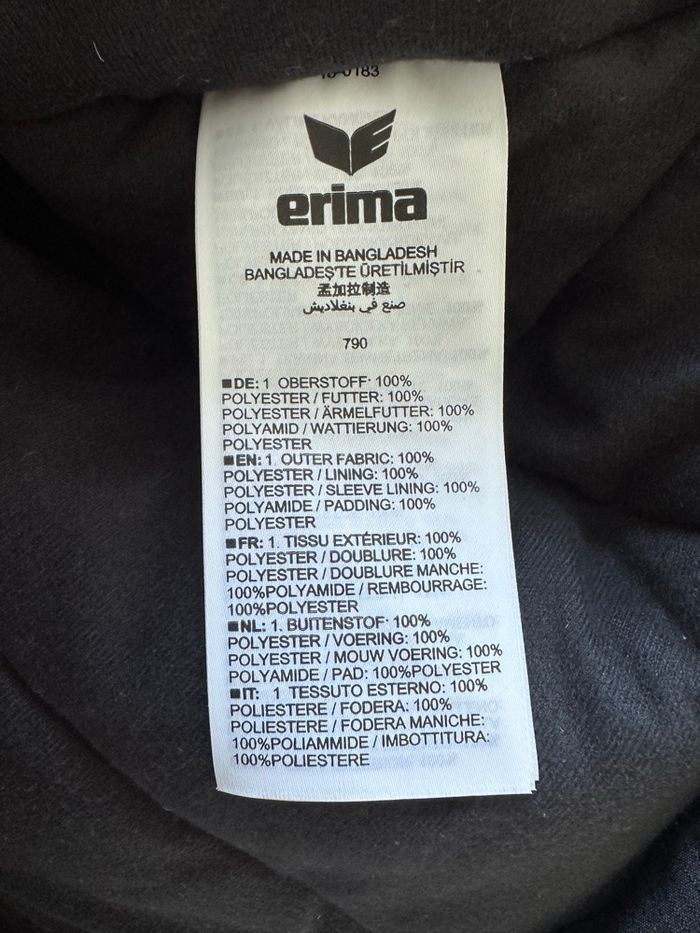 erima
MADE IN BANGLADESH
BANGLADEŞ'TE ÜRETİLMİŞTİR
孟加拉制造
صنع في بنغلاديش
790
DE: 1 OBERSTOFF: 100%
POLYESTER / FUTTER: 100%
POLYESTER / ÄRMELFUTTER: 100%
POLYAMID / WATTIERUNG: 100%
POLYESTER
EN: 1. OUTER FABRIC: 100%
POLYESTER / LINING: 100%
POLYESTER / SLEEVE LINING: 100%
POLYAMIDE / PADDING: 100%
POLYESTER
FR: 1. TISSU EXTÉRIEUR: 100%
POLYESTER / DOUBLURE: 100%
POLYESTER / DOUBLURE MANCHE:
100%POLYAMIDE / REMBOURRAGE:
100%POLYESTER
NL: 1. BUITENSTOF: 100%
POLYESTER / VOERING: 100%
POLYESTER / MOUW VOERING: 100%
POLYAMIDE / PAD: 100%POLYESTER
IT: 1 TESSUTO ESTERNO: 100%
POLIESTERE / FODERA: 100%
POLIESTERE / FODERA MANICHE:
100%POLIAMMIDE / IMBOTTITURA:
100%POLIESTERE